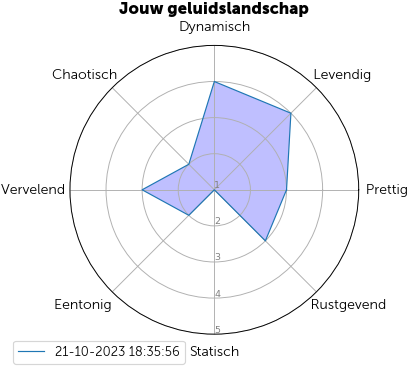 Jouw geluidslandschap
Dynamisch
Chaotisch
Levendig
Vervelend
1
Prettig
2
3
4
Eentonig
Rustgevend
5
21-10-2023 18:35:56
Statisch